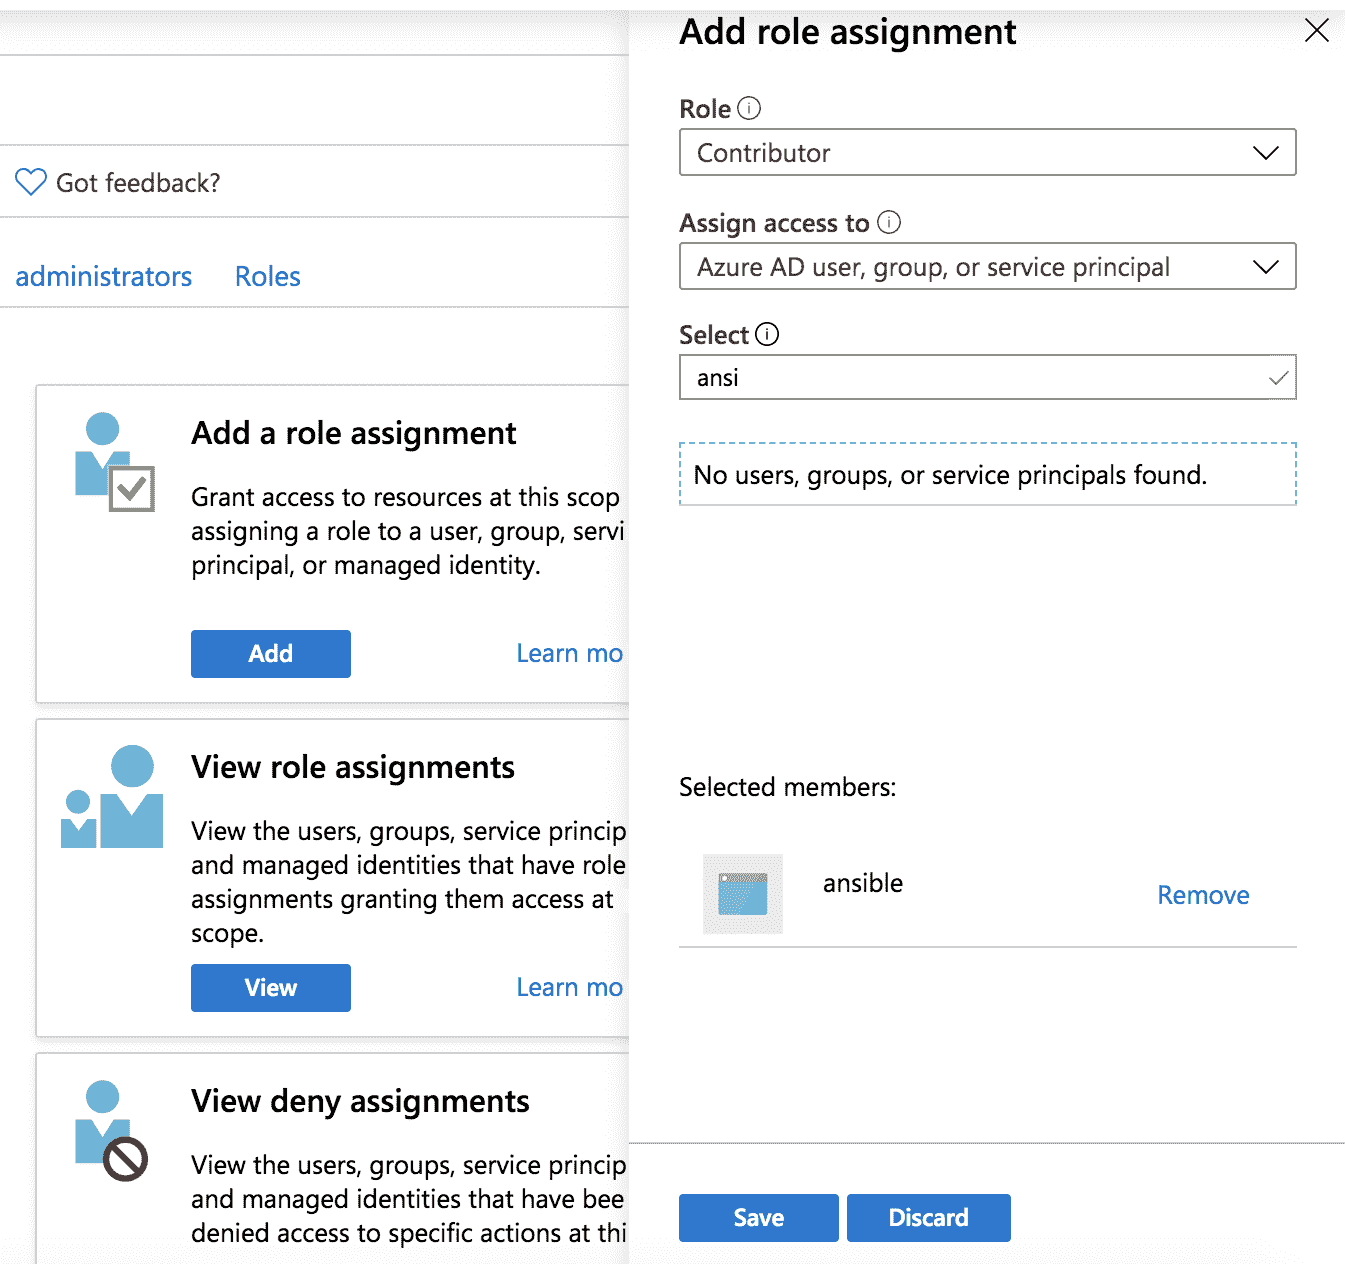 Got feedback?
administrators Roles
Add a role assignment
Grant access to resources at this scop
assigning a role to a user, group, servi
principal, or managed identity.
Add Learn mo
View role assignments
View the users, groups, service princip
and managed identities that have role
assignments granting them access at
scope.
View Learn mo
View deny assignments
View the users, groups, service princip
and managed identities that have bee
denied access to specific actions at thi
Add role assignment
Role
Contributor
Assign access to
Azure AD user, group, or service principal
Select
ansi
No users, groups, or service principals found.
Selected members:
ansible
Remove
Save Discard